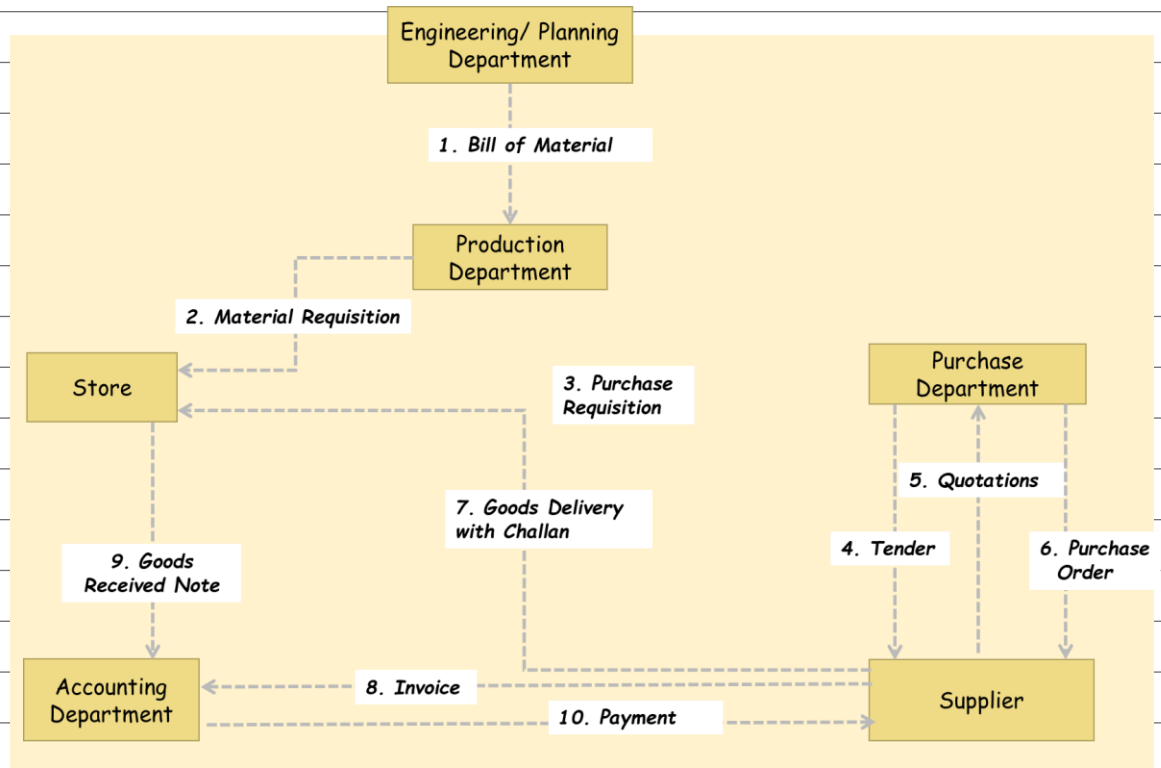 Engineering/ Planning
Department
1. Bill of Material
Production
Department
2. Material Requisition
Store
3. Purchase
Requisition
Purchase
Department
5. Quotations
7. Goods Delivery
with Challan
4. Tender
6. Purchase
Order
9. Goods
Received Note
Accounting
Department
8. Invoice
10. Payment
Supplier